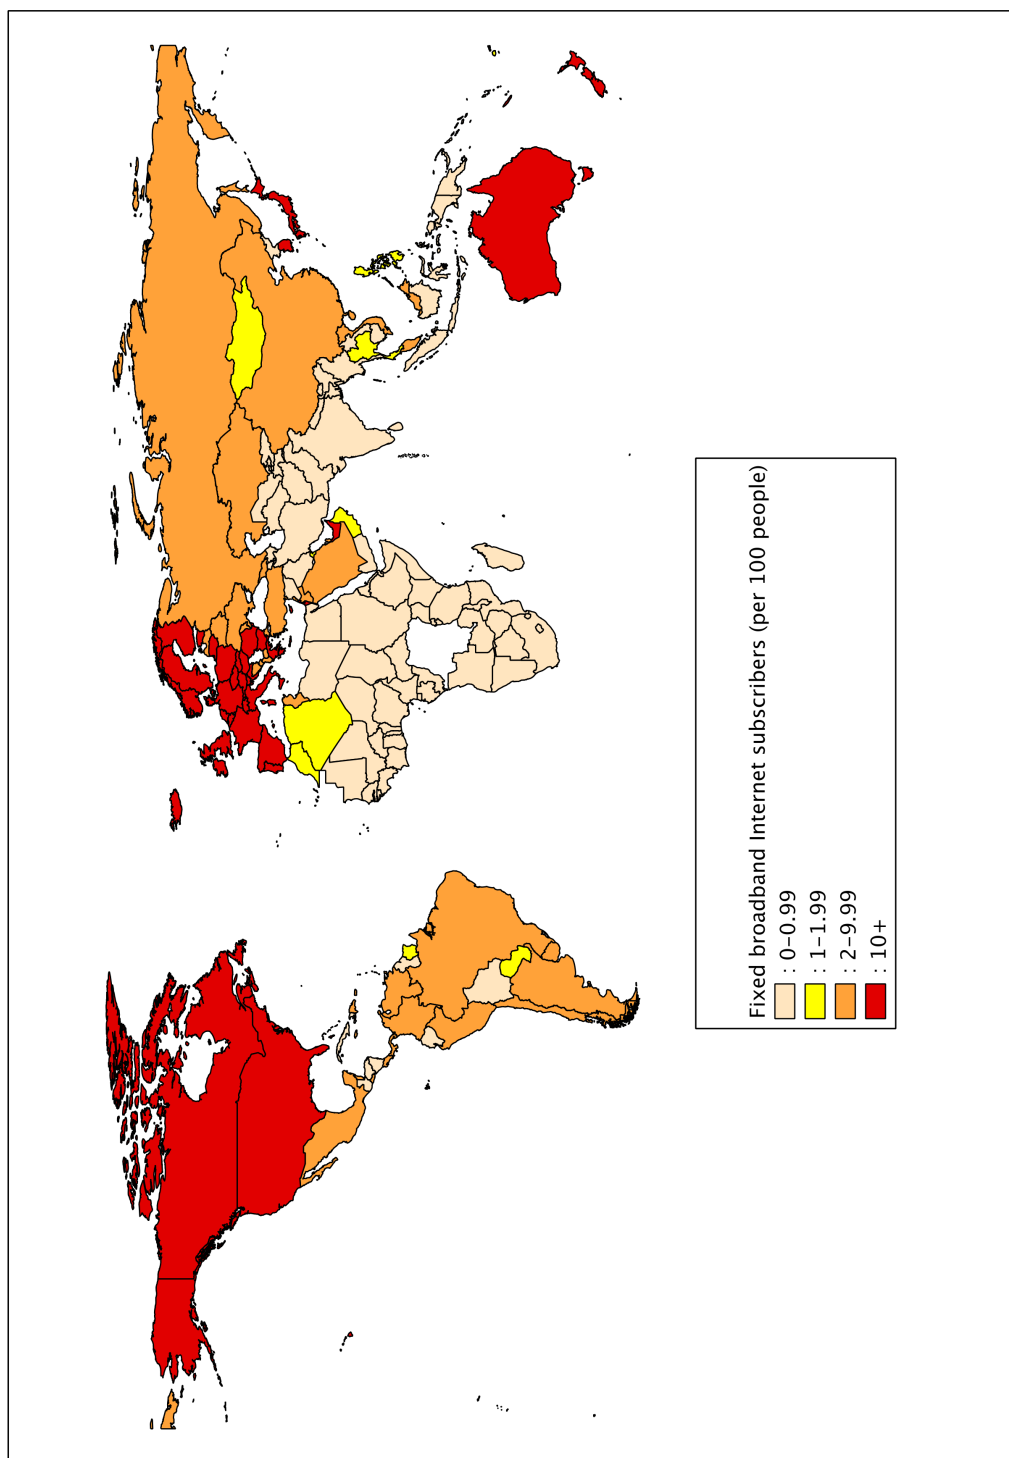 Fixed broadband Internet subscribers (per 100 people)
: 0–0.99
: 1–1.99
: 2–9.99
: 10+